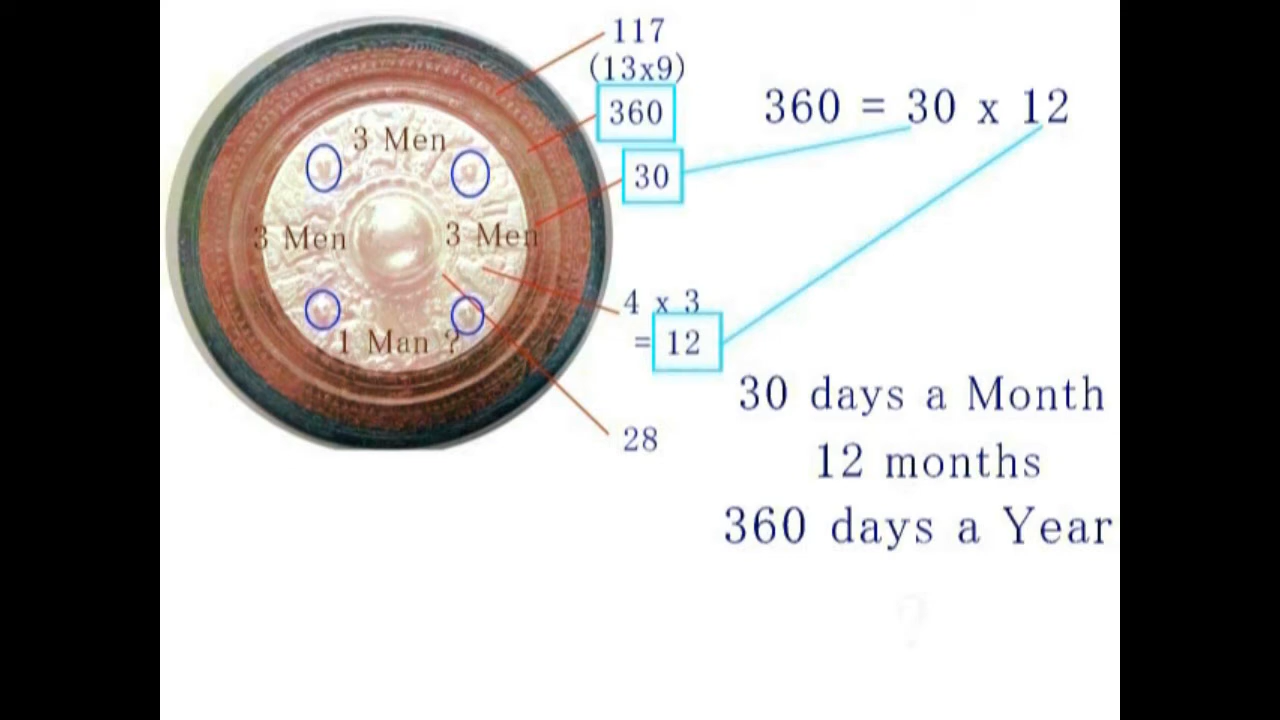 117
(13x9)
360
30
360 = 30 x 12
3 Men
3 Men
3 Men
1 Man ?
4 x 3
= 12
28
30 days a Month
12 months
360 days a Year
?